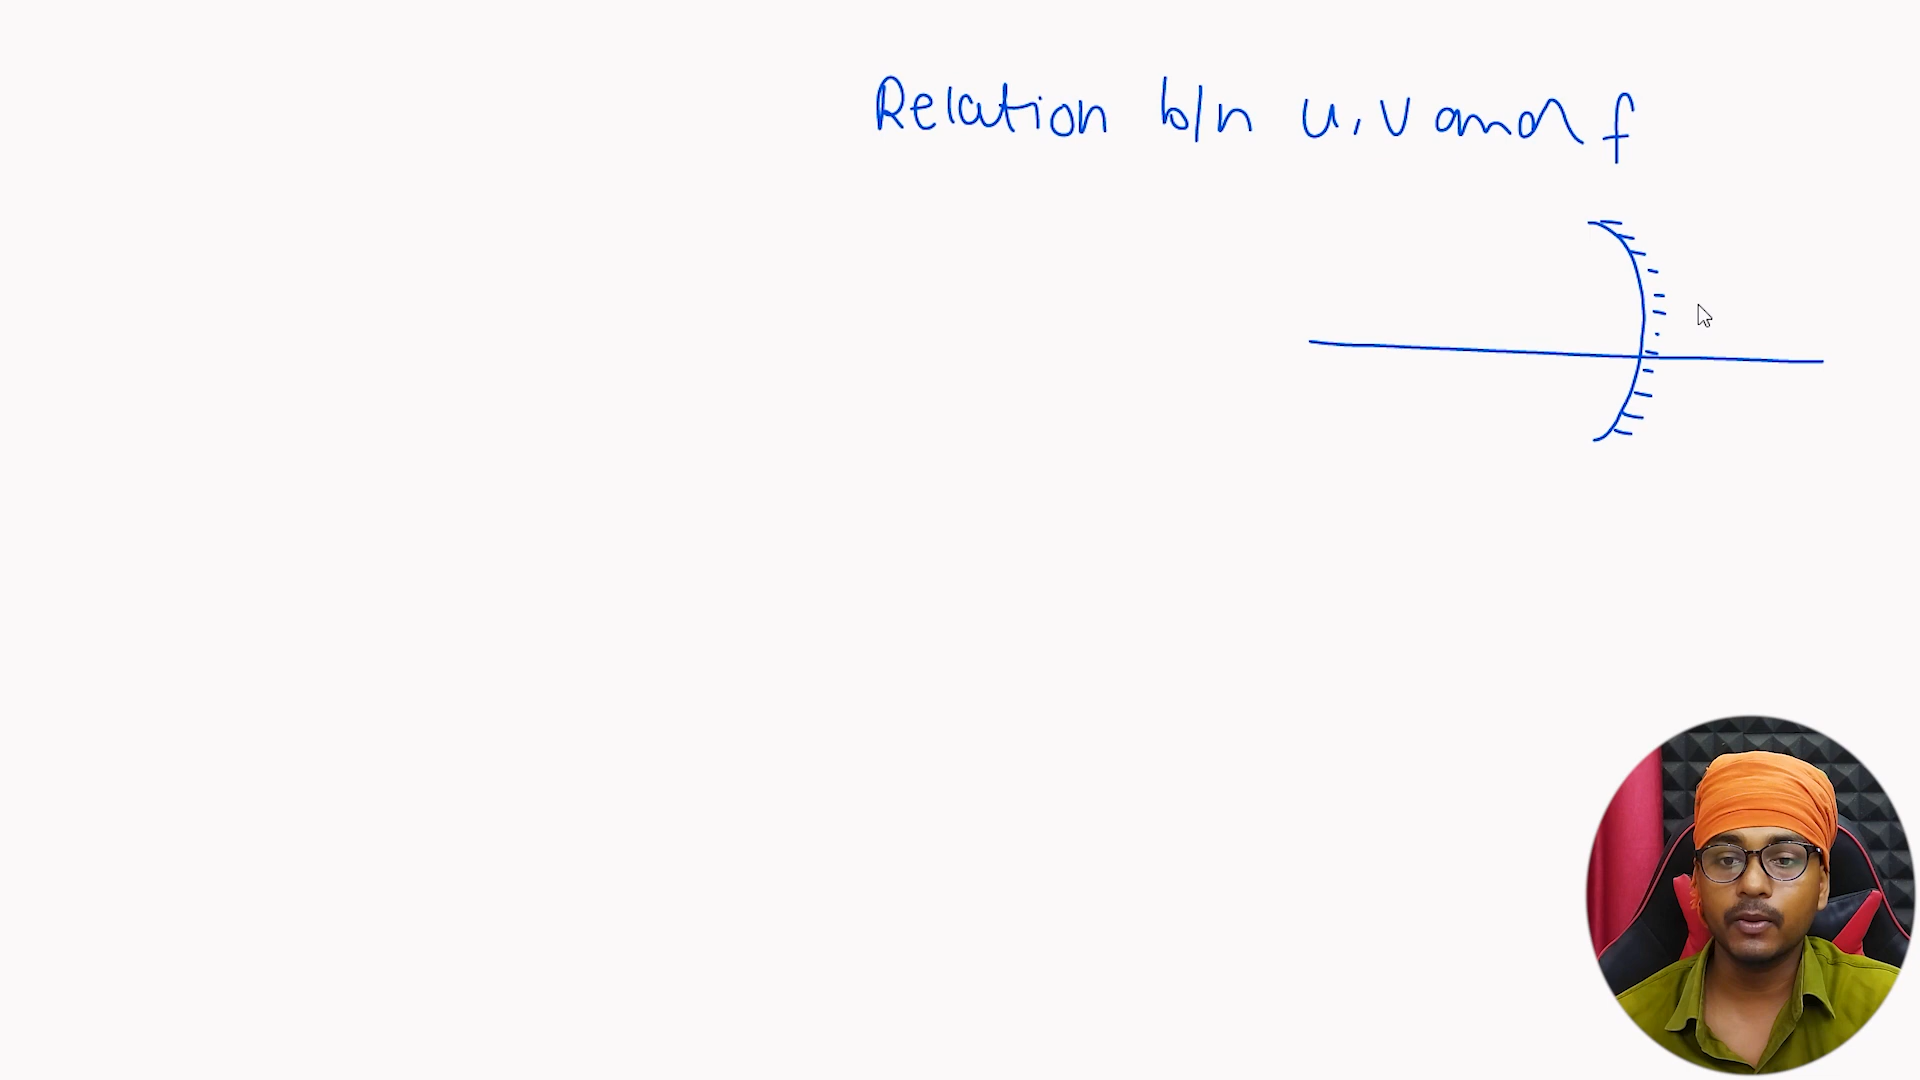 Relation b/n u, v and f